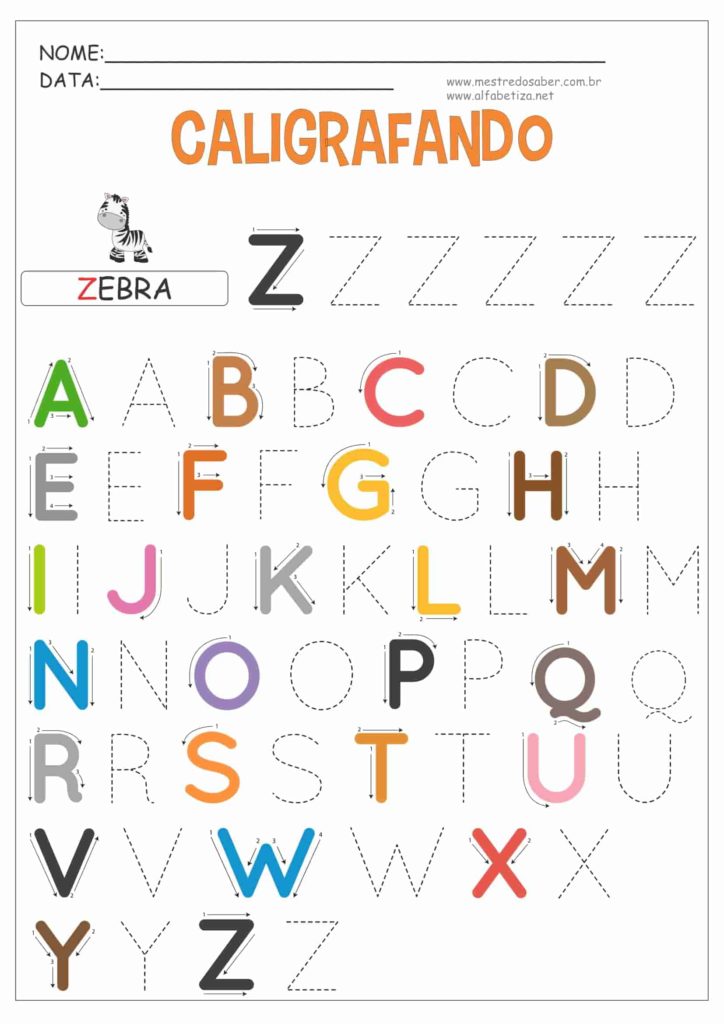 NOME:
DATA:
www.mestredosaber.com.br
www.alfabetiza.net
CALIGRAFANDO
ZEBRA
Z Z Z Z Z Z
A A B B C C D D
E E F F G G H H
I I J J K K L L M M
N N O O P P Q Q
R R S S T T U U
V V W W X X
Y Y Z Z